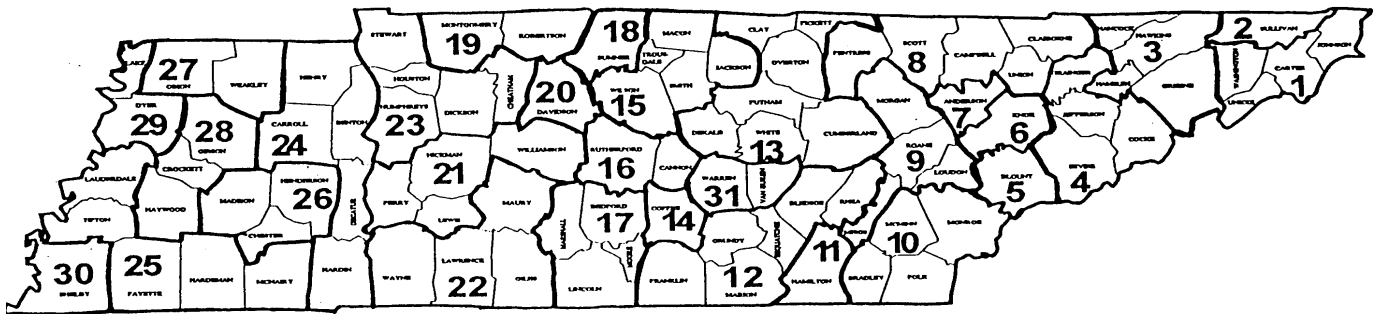 27
OBION
WEAKLEY
HENRY
STEWART
MONTGOMERY
19
ROBERTSON
18
SUMNER
TROUS-
DALE
MACON
CLAY
PICKETT
JACKSON
OVERTON
FENTRESS
SCOTT
8
CAMPBELL
CLAIBORNE
UNION
HANCOCK
HAWKINS
3
2
SULLIVAN
JOHNSON
CARTER
1
WASHINGTON
UNICOI
GREENE
HAMBLEN
GRAINGER
JEFFERSON
COCKE
SEVIER
4
LAKE
DYER
29
28
GIBSON
CARROLL
24
BENTON
HOUSTON
HUMPHREYS
23
DICKSON
CHEATHAM
20
DAVIDSON
WILSON
15
SMITH
PUTNAM
DEKALB
WHITE
13
CUMBERLAND
MORGAN
ANDERSON
7
KNOX
6
ROANE
9
LOUDON
BLOUNT
5
LAUDERDALE
CROCKETT
HAYWOOD
MADISON
HENDERSON
26
CHESTER
DECATUR
PERRY
HICKMAN
21
LEWIS
WILLIAMSON
MAURY
RUTHERFORD
16
CANNON
MARSHALL
BEDFORD
17
MOORE
COFFEE
14
WARREN
31
VAN BUREN
GRUNDY
SEQUATCHIE
BLEDSOE
RHEA
MEIGS
MCMINN
10
MONROE
TIPTON
30
SHELBY
25
FAYETTE
HARDEMAN
MCNAIRY
HARDIN
WAYNE
LAWRENCE
22
GILES
LINCOLN
FRANKLIN
12
MARION
11
HAMILTON
BRADLEY
POLK